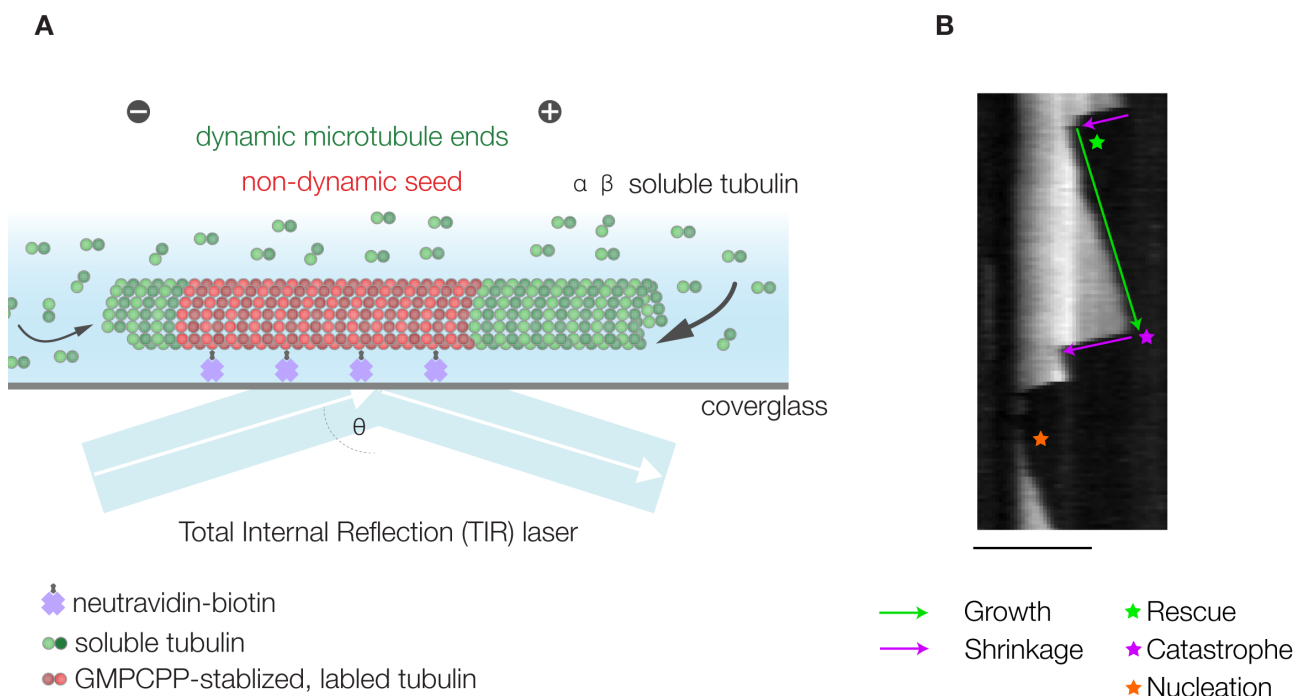 A
B
− +
dynamic microtubule ends
non-dynamic seed
α β soluble tubulin
coverglass
θ
Total Internal Reflection (TIR) laser
neutravidin-biotin
soluble tubulin
GMPCPP-stablized, labled tubulin
Growth
Shrinkage
Rescue
Catastrophe
Nucleation